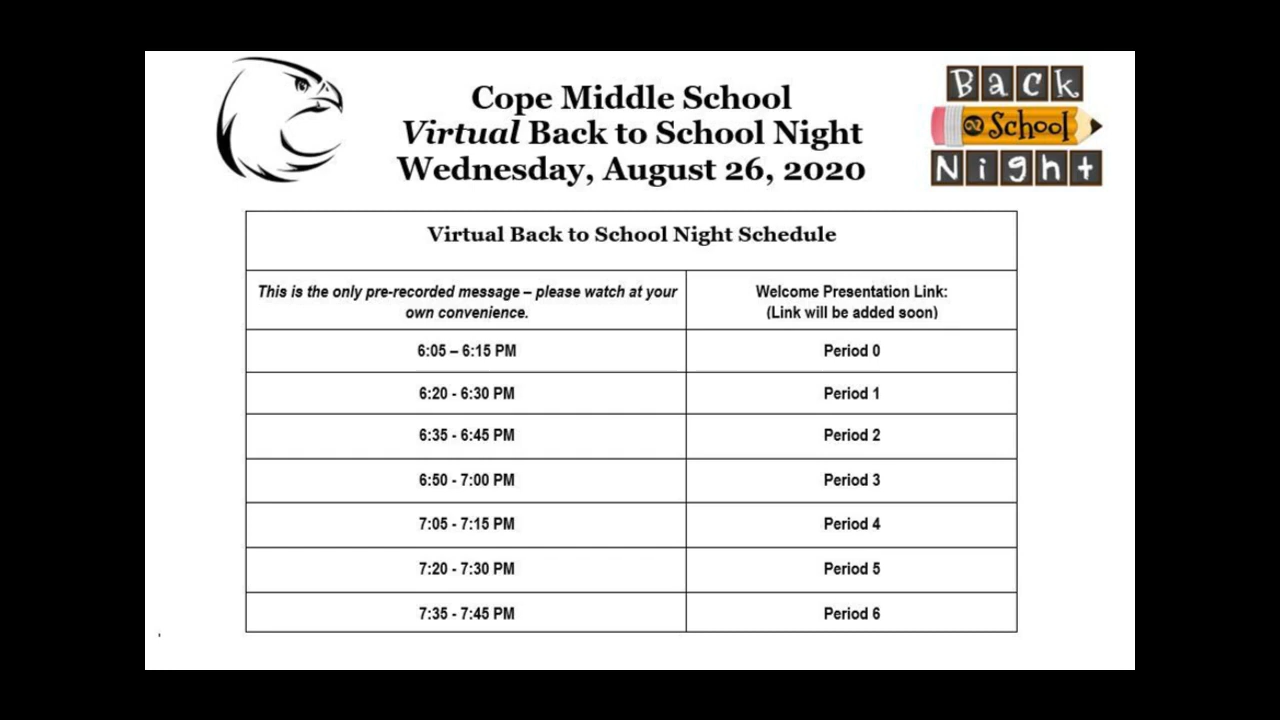 Cope Middle School
Virtual Back to School Night
Wednesday, August 26, 2020
Back
2 School
Night
Virtual Back to School Night Schedule
This is the only pre-recorded message – please watch at your
own convenience.
Welcome Presentation Link:
(Link will be added soon)
6:05 – 6:15 PM Period 0
6:20 - 6:30 PM Period 1
6:35 - 6:45 PM Period 2
6:50 - 7:00 PM Period 3
7:05 - 7:15 PM Period 4
7:20 - 7:30 PM Period 5
7:35 - 7:45 PM Period 6